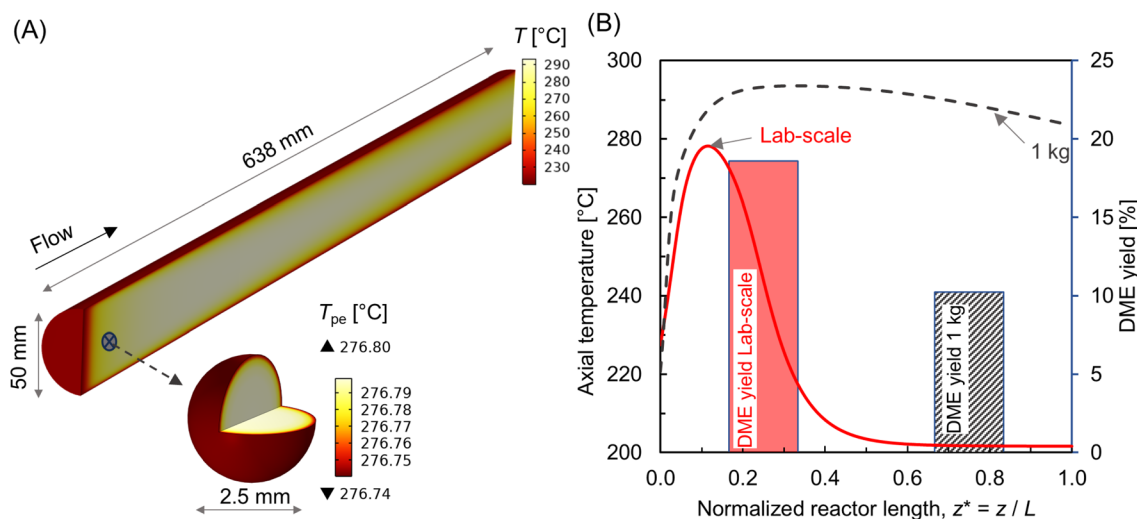 (A)
T [°C]
290
280
270
260
250
240
230
638 mm
Flow
50 mm
Tpe [°C]
▲ 276.80
276.79
276.78
276.77
276.76
276.75
▼ 276.74
2.5 mm
(B)
300
280
260
240
220
200
Axial temperature [°C]
25
20
15
10
5
0
DME yield [%]
Lab-scale
1 kg
DME yield Lab-scale
DME yield 1 kg
0.0 0.2 0.4 0.6 0.8 1.0
Normalized reactor length, z* = z / L